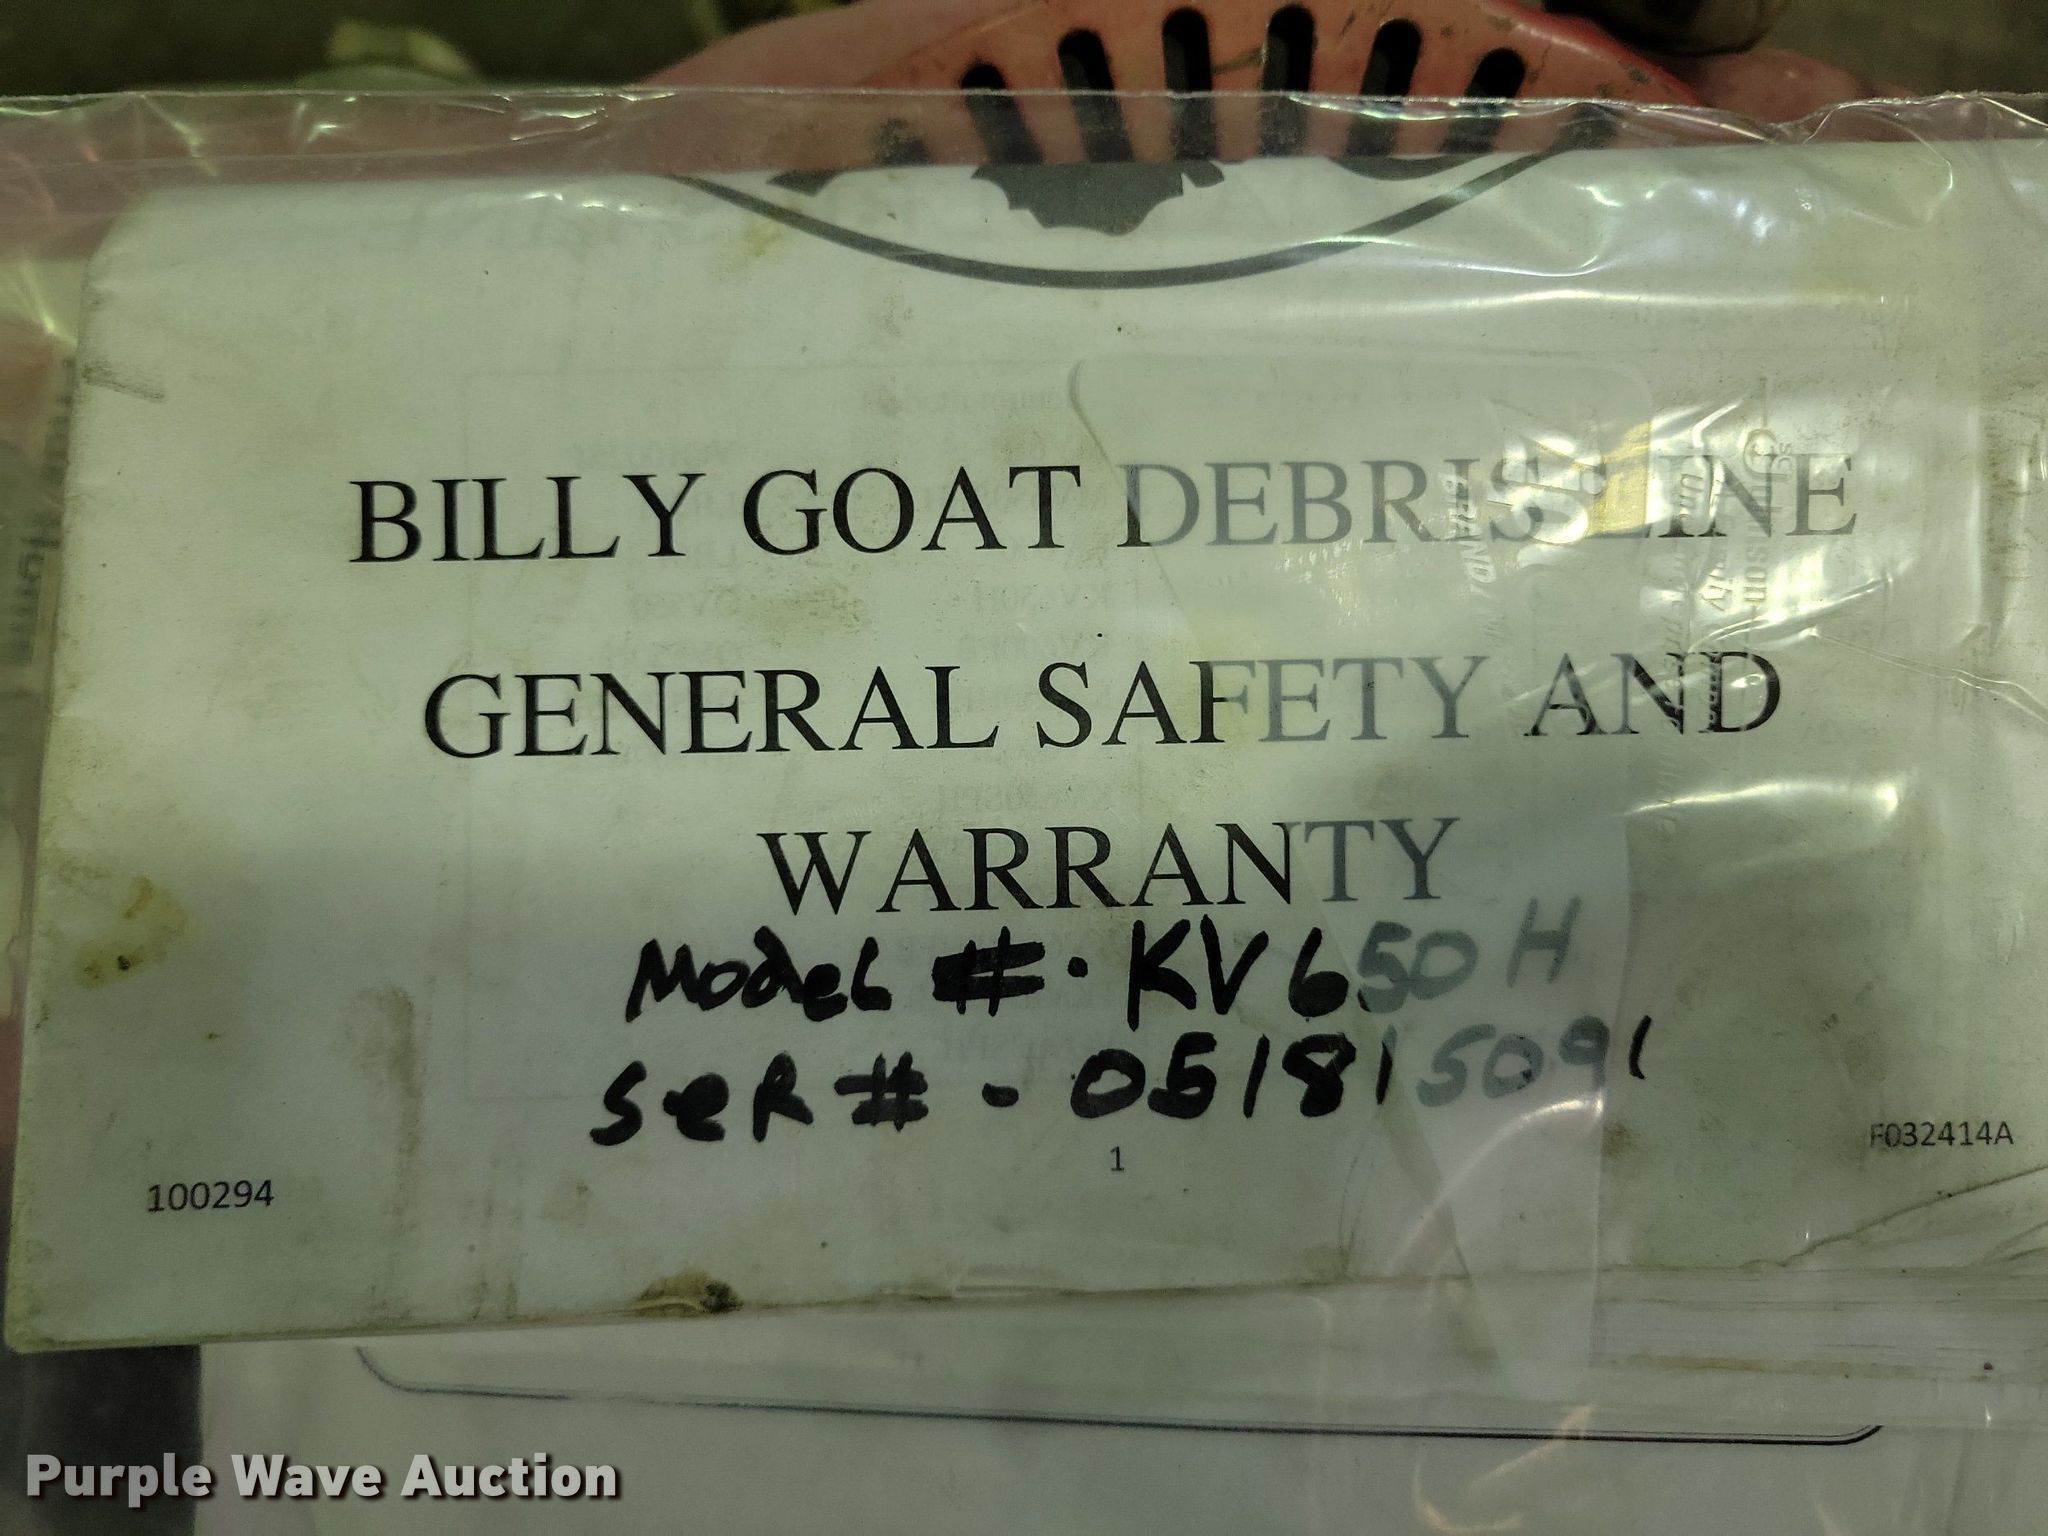 BILLY GOAT DEBRIS LINE
GENERAL SAFETY AND
WARRANTY
Model #. KV650H
SeR # - 051815091
1
F032414A
100294
Purple Wave Auction